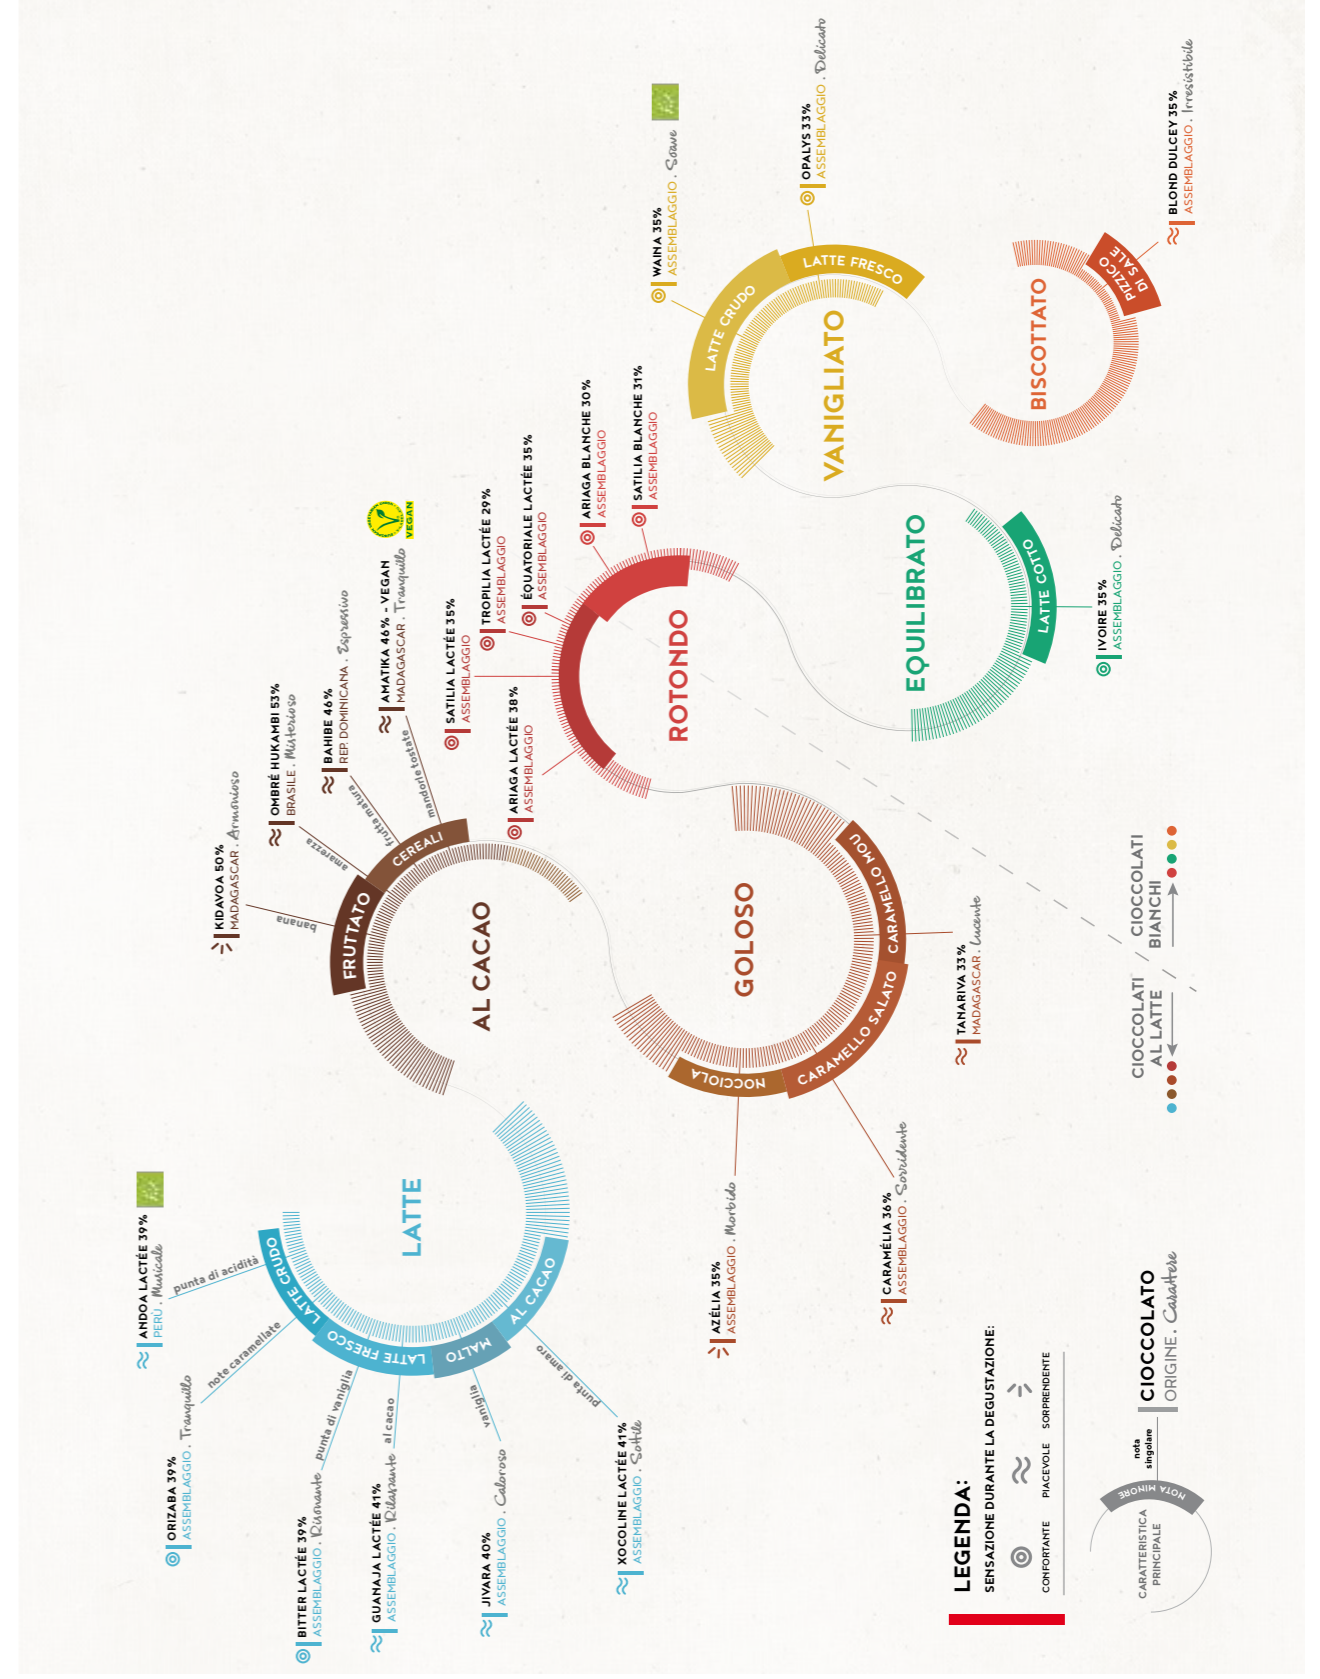 ANDOA LACTÉE 39%
PERÙ . Musicale
punta di acidità
ORIZABA 39%
ASSEMBLAGGIO . Tranquillo
note caramellate
BITTER LACTÉE 39%
ASSEMBLAGGIO . Risonante
punta di vaniglia
GUANAJA LACTÉE 41%
ASSEMBLAGGIO . Rilassante
al cacao
JIVARA 40%
ASSEMBLAGGIO . Caloroso
vaniglia
XOCOLINE LACTÉE 41%
ASSEMBLAGGIO . Sottile
punta di amaro
LATTE CRUDO
LATTE FRESCO
MALTO
AL CACAO
LATTE
KIDAVOA 50%
MADAGASCAR . Armonioso
banana
OMBRÉ HUKAMBI 53%
BRASILE . Misterioso
amarezza
BAHIBE 46%
REP. DOMINICANA . Espressivo
frutta matura
AMATIKA 46% - VEGAN
MADAGASCAR . Tranquillo
mandorle tostate
VEGAN
FRUTTATO
CEREALI
AL CACAO
AZÉLIA 35%
ASSEMBLAGGIO . Morbido
CARAMÉLIA 36%
ASSEMBLAGGIO . Sorridente
TANARIVA 33%
MADAGASCAR . Lucente
NOCCIOLA
CARAMELLO SALATO
CARAMELLO MOU
GOLOSO
ARIAGA LACTÉE 38%
ASSEMBLAGGIO
SATILIA LACTÉE 35%
ASSEMBLAGGIO
TROPILIA LACTÉE 29%
ASSEMBLAGGIO
ÉQUATORIALE LACTÉE 35%
ASSEMBLAGGIO
ARIAGA BLANCHE 30%
ASSEMBLAGGIO
SATILIA BLANCHE 31%
ASSEMBLAGGIO
ROTONDO
IVOIRE 35%
ASSEMBLAGGIO . Delicato
LATTE COTTO
EQUILIBRATO
WAINA 35%
ASSEMBLAGGIO . Soave
OPALYS 33%
ASSEMBLAGGIO . Delicato
LATTE CRUDO
LATTE FRESCO
VANIGLIATO
BLOND DULCEY 35%
ASSEMBLAGGIO . Irresistibile
PIZZICO
DI SALE
BISCOTTATO
CIOCCOLATI
AL LATTE
CIOCCOLATI
BIANCHI
LEGENDA:
SENSAZIONE DURANTE LA DEGUSTAZIONE:
CONFORTANTE
PIACEVOLE
SORPRENDENTE
CARATTERISTICA
PRINCIPALE
NOTA MINORE
nota
singolare
CIOCCOLATO
ORIGINE . Carattere